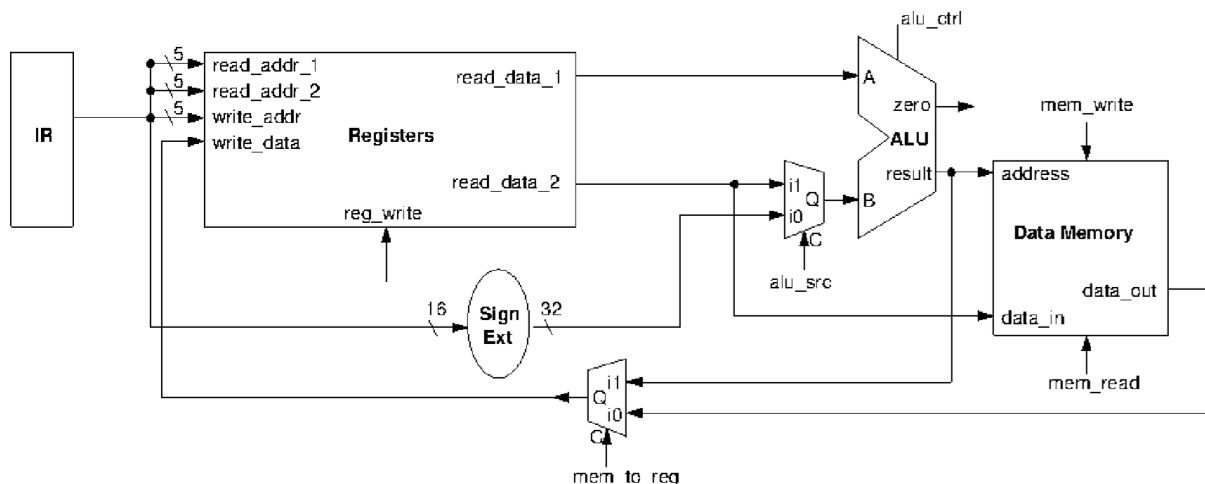 IR
5
read_addr_1
5
read_addr_2
5
write_addr
write_data
Registers
read_data_1
read_data_2
reg_write
16
Sign
Ext
32
i1
i0
Q
C
alu_src
alu_ctrl
A
B
zero
ALU
result
mem_write
address
Data Memory
data_out
data_in
mem_read
i1
Q
i0
C
mem_to_reg